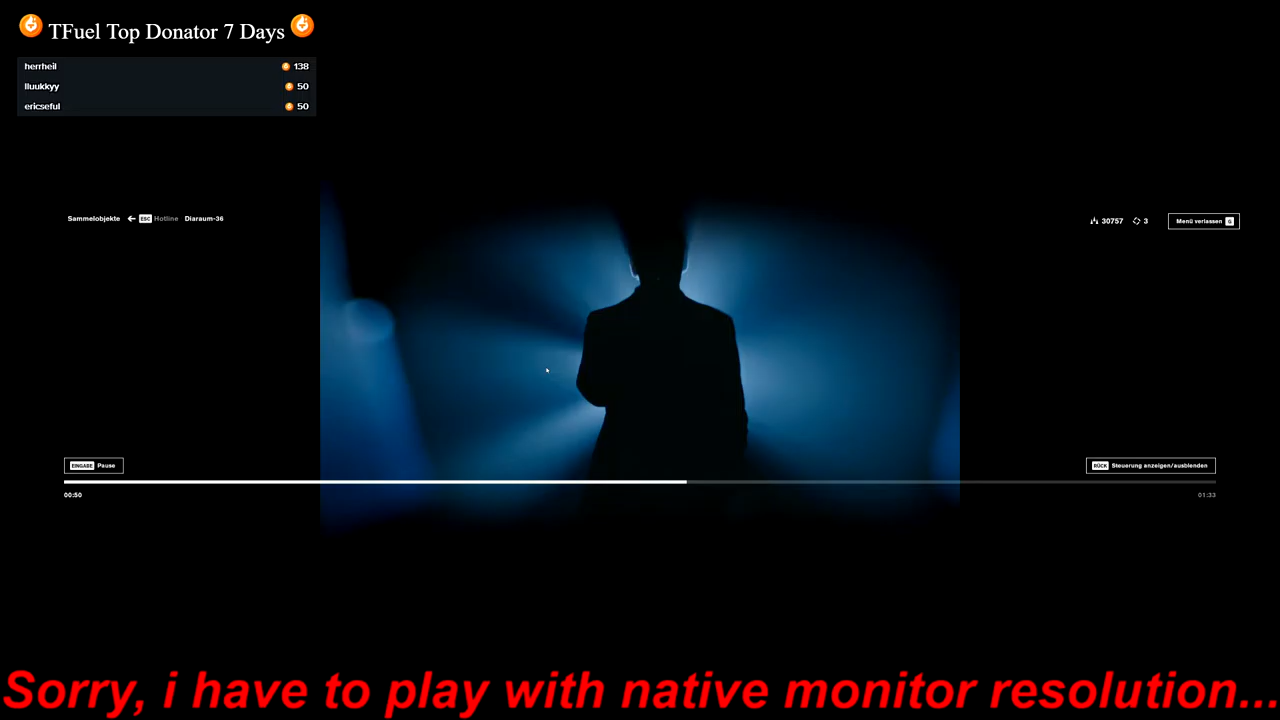 TFuel Top Donator 7 Days
herrheil 138
lluukkyy 50
ericseful 50
Sammelobjekte ESC Hotline Diaraum-36
30757 3 Menü verlassen G
EINGABE Pause
RÜCK Steuerung anzeigen/ausblenden
00:50
01:33
Sorry, i have to play with native monitor resolution...